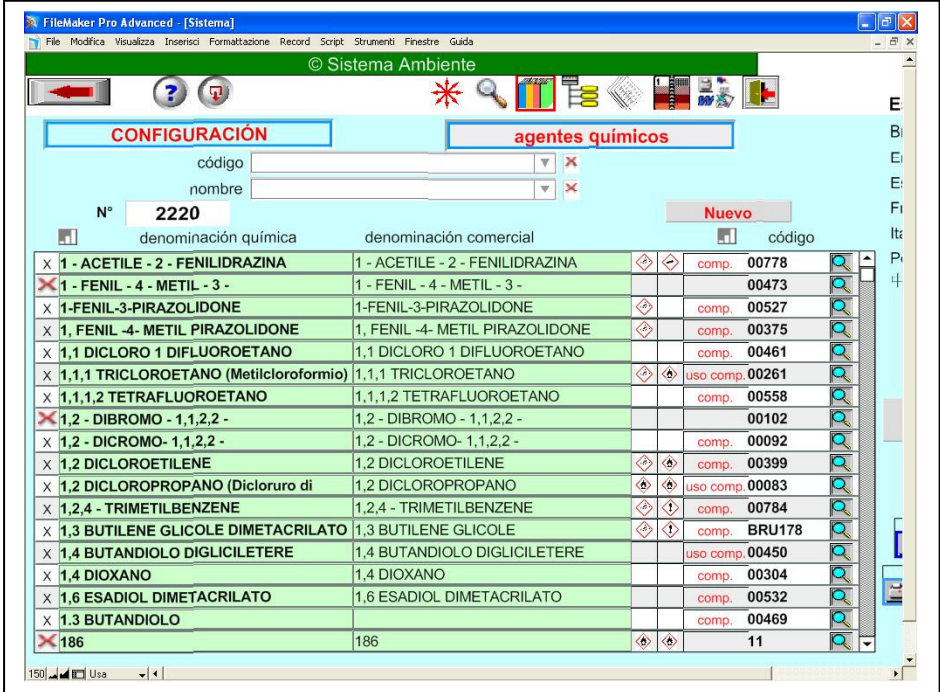 FileMaker Pro Advanced - [Sistema]
File Modifica Visualizza Inserisci Formattazione Record Script Strumenti Finestre Guida
© Sistema Ambiente
CONFIGURACIÓN agentes químicos
código
nombre
N° 2220 Nuevo
denominación química denominación comercial código
X 1 - ACETILE - 2 - FENILIDRAZINA 1 - ACETILE - 2 - FENILIDRAZINA comp. 00778
1 - FENIL - 4 - METIL - 3 - 1 - FENIL - 4 - METIL - 3 - 00473
X 1-FENIL-3-PIRAZOLIDONE 1-FENIL-3-PIRAZOLIDONE comp. 00527
X 1, FENIL -4- METIL PIRAZOLIDONE 1, FENIL -4- METIL PIRAZOLIDONE comp. 00375
X 1,1 DICLORO 1 DIFLUOROETANO 1,1 DICLORO 1 DIFLUOROETANO comp. 00461
X 1,1,1 TRICLOROETANO (Metilcloroformio) 1,1,1 TRICLOROETANO uso comp. 00261
X 1,1,1,2 TETRAFLUOROETANO 1,1,1,2 TETRAFLUOROETANO comp. 00558
1,2 - DIBROMO - 1,1,2,2 - 1,2 - DIBROMO - 1,1,2,2 - 00102
X 1,2 - DICROMO- 1,1,2,2 - 1,2 - DICROMO- 1,1,2,2 - comp. 00092
X 1,2 DICLOROETILENE 1,2 DICLOROETILENE comp. 00399
X 1,2 DICLOROPROPANO (Dicloruro di 1,2 DICLOROPROPANO uso comp. 00083
X 1,2,4 - TRIMETILBENZENE 1,2,4 - TRIMETILBENZENE comp. 00784
X 1,3 BUTILENE GLICOLE DIMETACRILATO 1,3 BUTILENE GLICOLE comp. BRU178
X 1,4 BUTANDIOLO DIGLICILETERE 1,4 BUTANDIOLO DIGLICILETERE uso comp. 00450
X 1,4 DIOXANO 1,4 DIOXANO comp. 00304
X 1,6 ESADIOL DIMETACRILATO 1,6 ESADIOL DIMETACRILATO comp. 00532
X 1.3 BUTANDIOLO comp. 00469
186 186 11
150 Usa